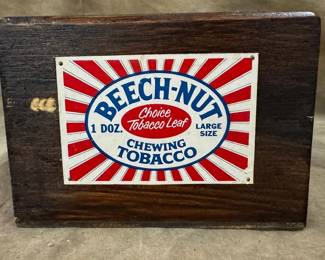 BEECH-NUT
Choice
Tobacco Leaf
1 DOZ.
LARGE
SIZE
CHEWING
TOBACCO